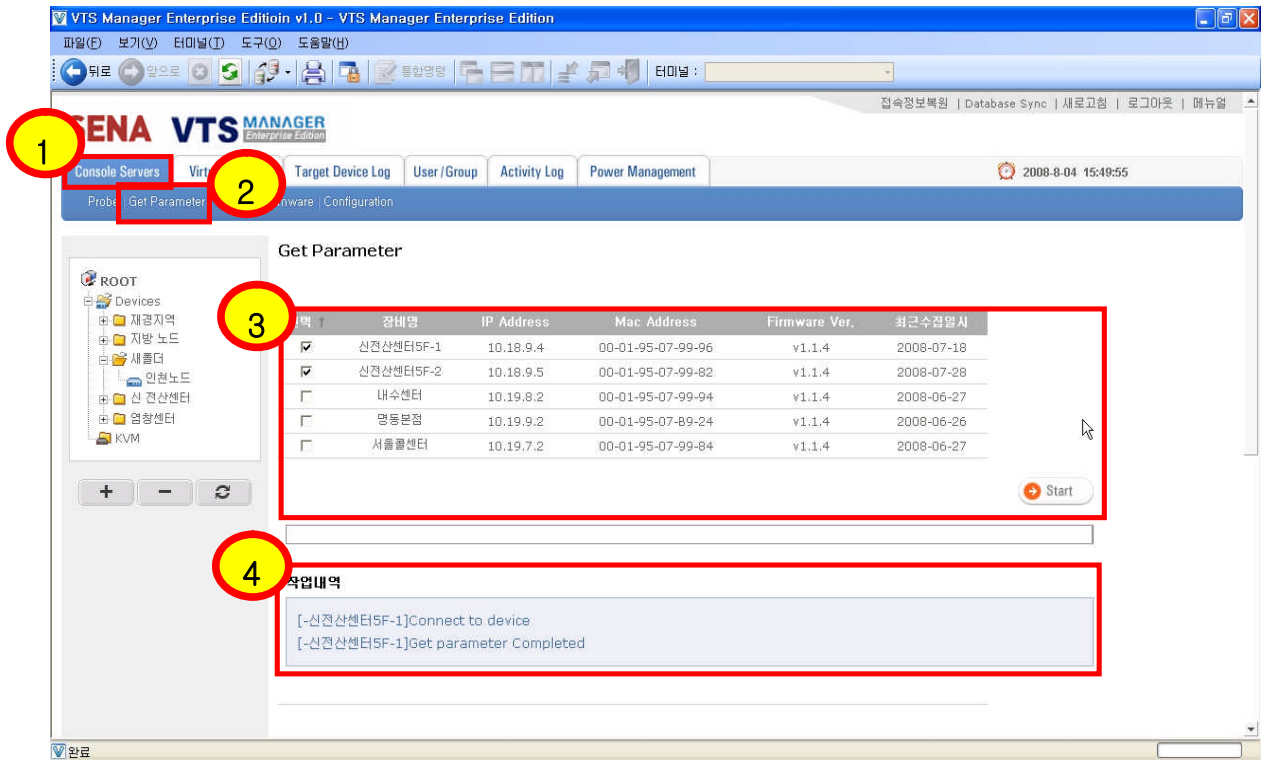 VTS Manager Enterprise Editioin v1.0 - VTS Manager Enterprise Edition
파일(F) 보기(V) 터미널(T) 도구(O) 도움말(H)
뒤로 앞으로 통합명령 터미널 :
접속정보복원 | Database Sync | 새로고침 | 로그아웃 | 메뉴얼
SENA VTS MANAGER Enterprise Edition
1
Console Servers Virt Target Device Log User/Group Activity Log Power Management 2008-8-04 15:49:55
2
Probe | Get Parameter mware | Configuration
Get Parameter
ROOT
Devices
재경지역
지방 노드
새폴더
인천노드
신 전산센터
염창센터
KVM
3
택 장비명 IP Address Mac Address Firmware Ver. 최근수집일시
신전산센터5F-1 10.18.9.4 00-01-95-07-99-96 v1.1.4 2008-07-18
신전산센터5F-2 10.18.9.5 00-01-95-07-99-82 v1.1.4 2008-07-28
내수센터 10.19.8.2 00-01-95-07-99-94 v1.1.4 2008-06-27
명동본점 10.19.9.2 00-01-95-07-B9-24 v1.1.4 2008-06-26
서울콜센터 10.19.7.2 00-01-95-07-99-84 v1.1.4 2008-06-27
Start
4
작업내역
[-신전산센터5F-1]Connect to device
[-신전산센터5F-1]Get parameter Completed
완료